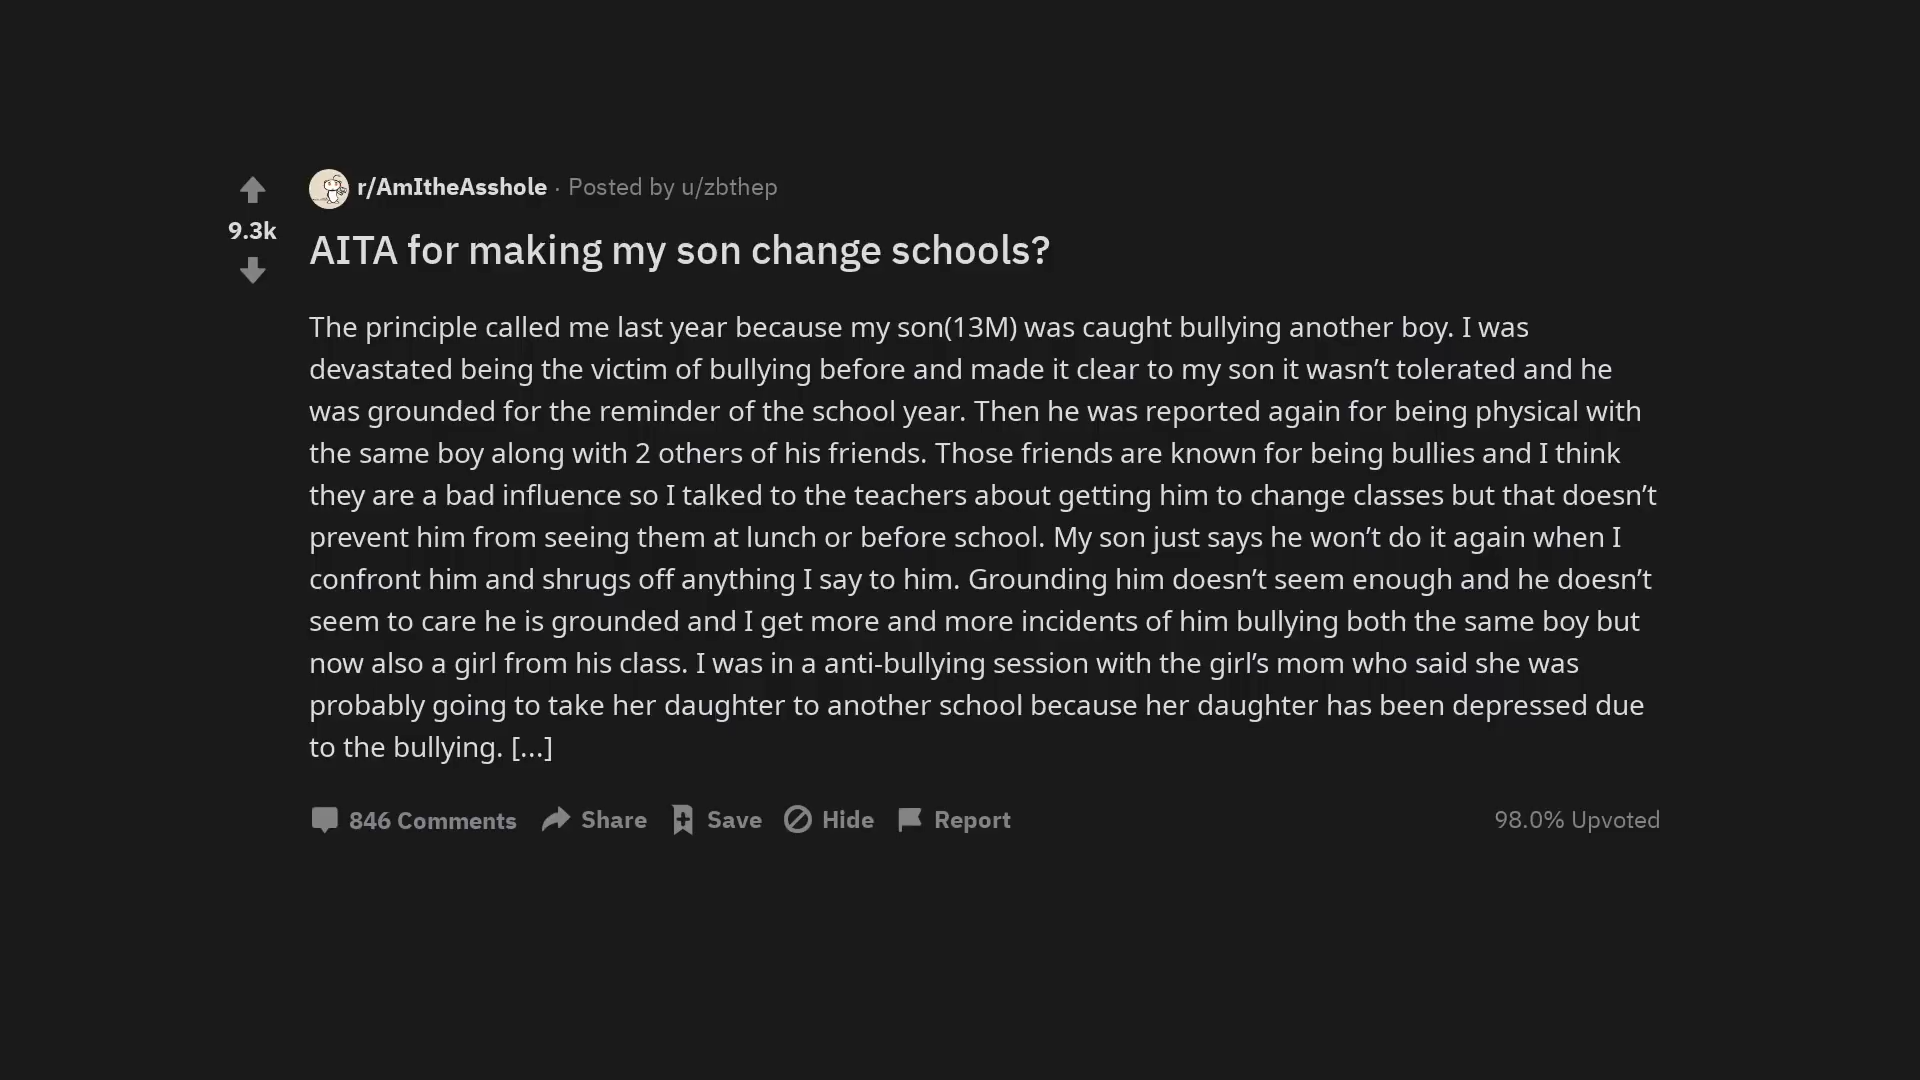 r/AmItheAsshole · Posted by u/zbthep
9.3k
AITA for making my son change schools?
The principle called me last year because my son(13M) was caught bullying another boy. I was
devastated being the victim of bullying before and made it clear to my son it wasn’t tolerated and he
was grounded for the reminder of the school year. Then he was reported again for being physical with
the same boy along with 2 others of his friends. Those friends are known for being bullies and I think
they are a bad influence so I talked to the teachers about getting him to change classes but that doesn’t
prevent him from seeing them at lunch or before school. My son just says he won’t do it again when I
confront him and shrugs off anything I say to him. Grounding him doesn’t seem enough and he doesn’t
seem to care he is grounded and I get more and more incidents of him bullying both the same boy but
now also a girl from his class. I was in a anti-bullying session with the girl’s mom who said she was
probably going to take her daughter to another school because her daughter has been depressed due
to the bullying. [...]
846 Comments Share Save Hide Report 98.0% Upvoted